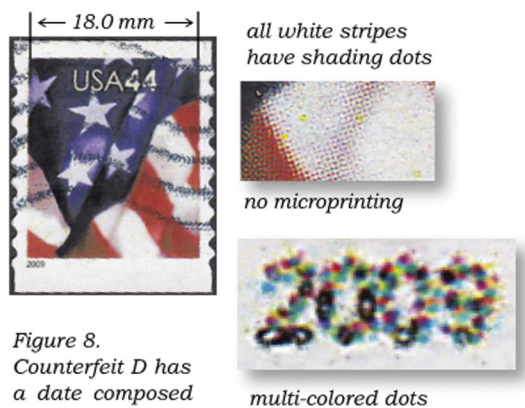 18.0 mm
USA44
2009
all white stripes
have shading dots
no microprinting
2009
multi-colored dots
Figure 8.
Counterfeit D has
a date composed